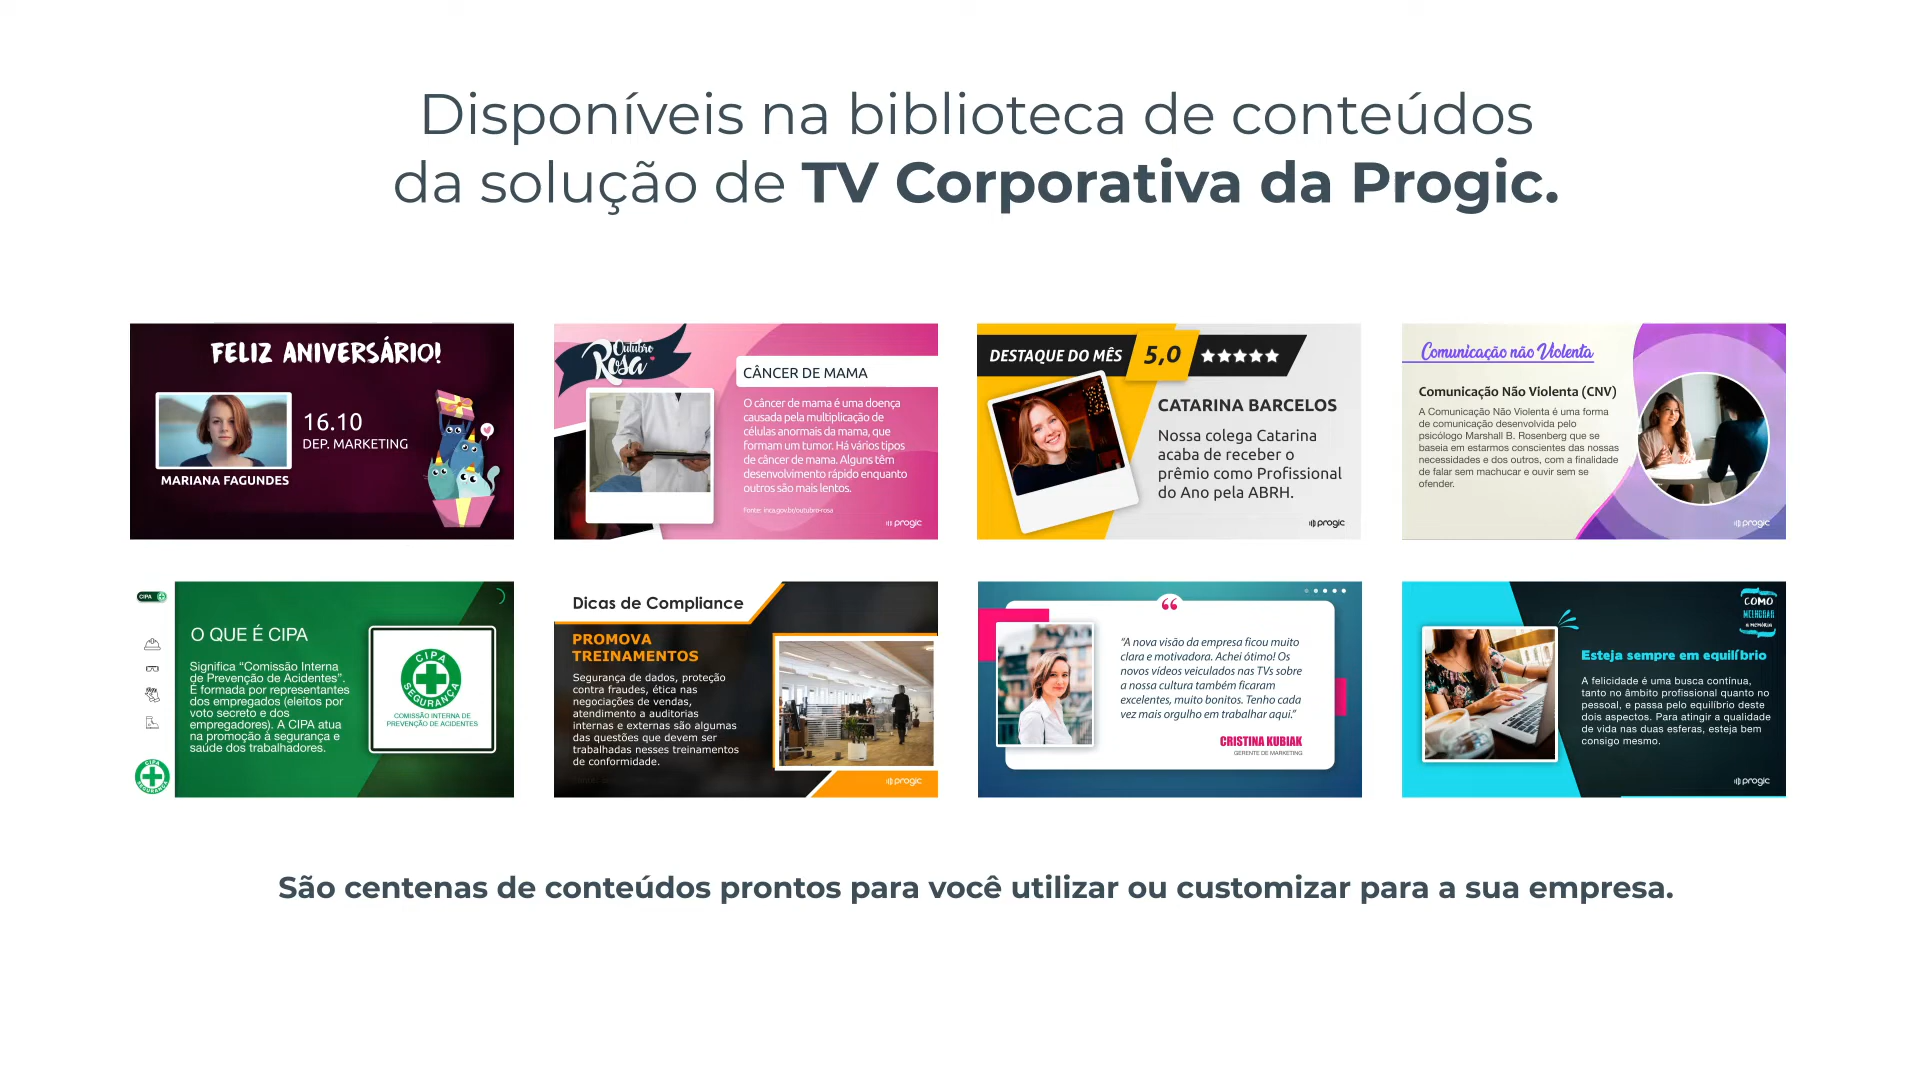 Disponíveis na biblioteca de conteúdos
da solução de TV Corporativa da Progic.
FELIZ ANIVERSÁRIO!
16.10
DEP. MARKETING
MARIANA FAGUNDES
Outubro
Rosa
CÂNCER DE MAMA
O câncer de mama é uma doença
causada pela multiplicação de
células anormais da mama, que
formam um tumor. Há vários tipos
de câncer de mama. Alguns têm
desenvolvimento rápido enquanto
outros são mais lentos.
Fonte: inca.gov.br/outubro-rosa
progic
DESTAQUE DO MÊS 5,0
CATARINA BARCELOS
Nossa colega Catarina
acaba de receber o
prêmio como Profissional
do Ano pela ABRH.
progic
Comunicação não Violenta
Comunicação Não Violenta (CNV)
A Comunicação Não Violenta é uma forma
de comunicação desenvolvida pelo
psicólogo Marshall B. Rosenberg que se
baseia em estarmos conscientes das nossas
necessidades e dos outros, com a finalidade
de falar sem machucar e ouvir sem se
ofender.
progic
CIPA
O QUE É CIPA
Significa “Comissão Interna
de Prevenção de Acidentes”.
É formada por representantes
dos empregados (eleitos por
voto secreto e dos
empregadores). A CIPA atua
na promoção à segurança e
saúde dos trabalhadores.
CIPA
SEGURANÇA
COMISSÃO INTERNA DE
PREVENÇÃO DE ACIDENTES
CIPA
SEGURANÇA
Dicas de Compliance
PROMOVA
TREINAMENTOS
Segurança de dados, proteção
contra fraudes, ética nas
negociações de vendas,
atendimento a auditorias
internas e externas são algumas
das questões que devem ser
trabalhadas nesses treinamentos
de conformidade.
progic
“A nova visão da empresa ficou muito
clara e motivadora. Achei ótimo! Os
novos vídeos veiculados nas TVs sobre
a nossa cultura também ficaram
excelentes, muito bonitos. Tenho cada
vez mais orgulho em trabalhar aqui.”
CRISTINA KUBIAK
GERENTE DE MARKETING
COMO
MELHORAR
A MEMÓRIA
Esteja sempre em equilíbrio
A felicidade é uma busca contínua,
tanto no âmbito profissional quanto no
pessoal, e passa pelo equilíbrio deste
dois aspectos. Para atingir a qualidade
de vida nas duas esferas, esteja bem
consigo mesmo.
progic
São centenas de conteúdos prontos para você utilizar ou customizar para a sua empresa.